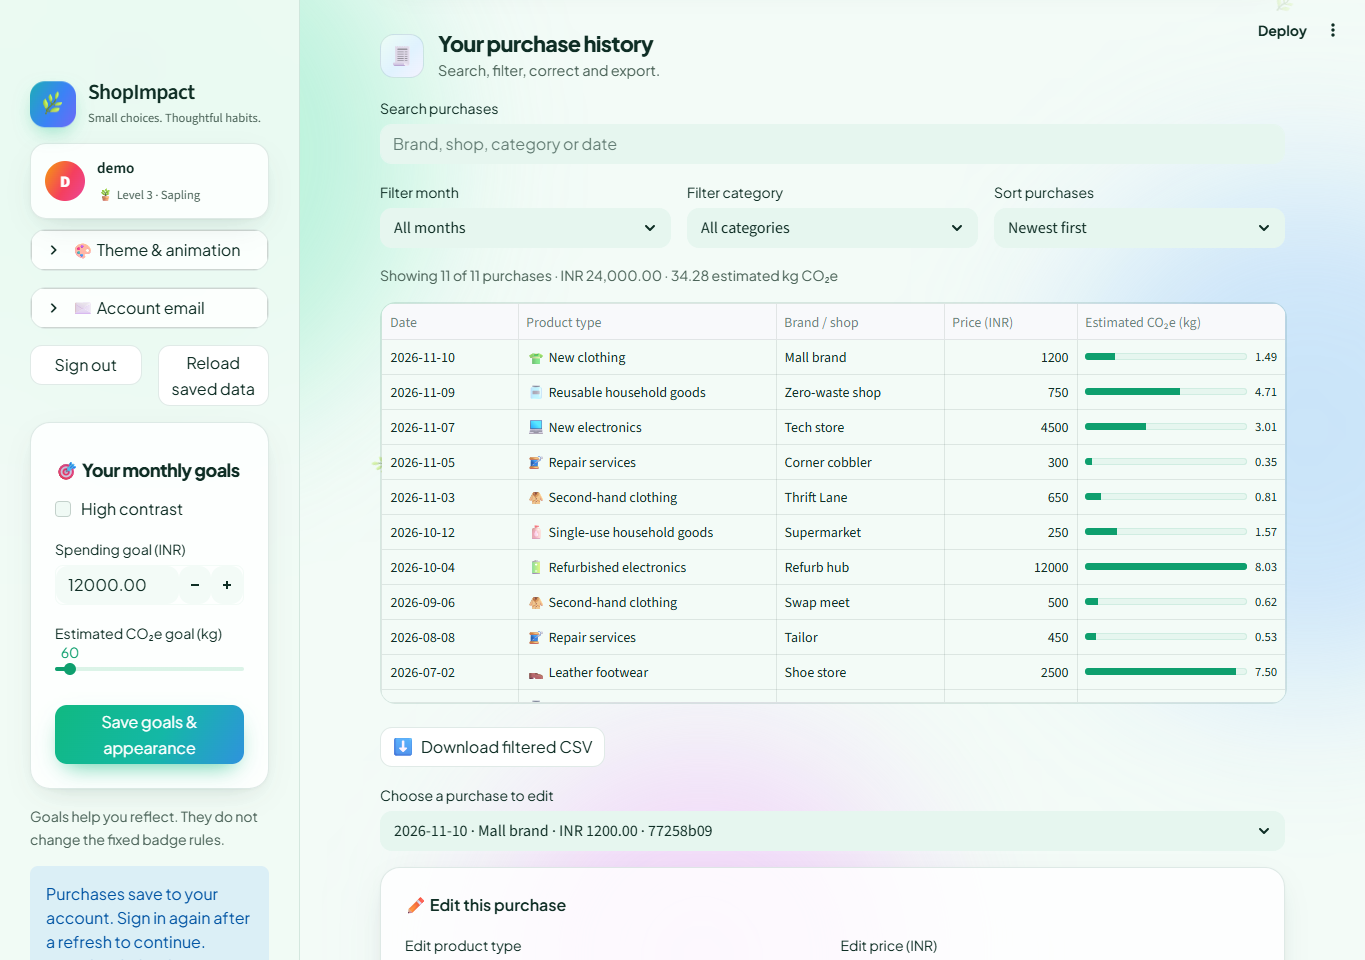 Deploy
Your purchase history
Search, filter, correct and export.
ShopImpact
Small choices. Thoughtful habits.
D
demo
Level 3 · Sapling
Theme & animation
Account email
Sign out
Reload
saved data
Your monthly goals
High contrast
Spending goal (INR)
12000.00
Estimated CO₂e goal (kg)
60
Save goals &
appearance
Goals help you reflect. They do not
change the fixed badge rules.
Purchases save to your
account. Sign in again after
a refresh to continue.
Search purchases
Brand, shop, category or date
Filter month
Filter category
Sort purchases
All months
All categories
Newest first
Showing 11 of 11 purchases · INR 24,000.00 · 34.28 estimated kg CO₂e
Date Product type Brand / shop Price (INR) Estimated CO₂e (kg)
2026-11-10 New clothing Mall brand 1200 1.49
2026-11-09 Reusable household goods Zero-waste shop 750 4.71
2026-11-07 New electronics Tech store 4500 3.01
2026-11-05 Repair services Corner cobbler 300 0.35
2026-11-03 Second-hand clothing Thrift Lane 650 0.81
2026-10-12 Single-use household goods Supermarket 250 1.57
2026-10-04 Refurbished electronics Refurb hub 12000 8.03
2026-09-06 Second-hand clothing Swap meet 500 0.62
2026-08-08 Repair services Tailor 450 0.53
2026-07-02 Leather footwear Shoe store 2500 7.50
Download filtered CSV
Choose a purchase to edit
2026-11-10 · Mall brand · INR 1200.00 · 77258b09
Edit this purchase
Edit product type
Edit price (INR)